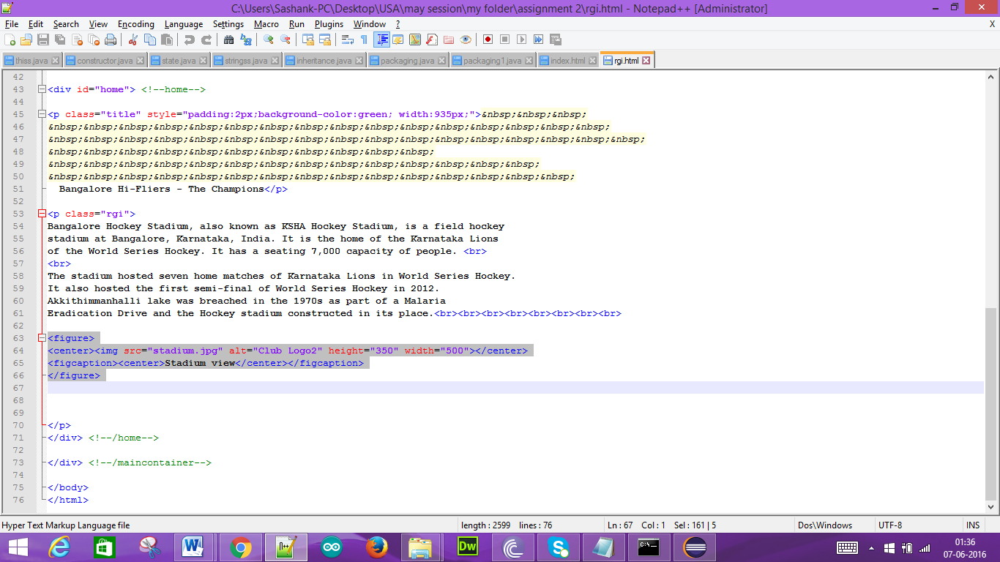 C:\Users\Sashank-PC\Desktop\USA\may session\my folder\assignment 2\rgi.html - Notepad++ [Administrator]
File Edit Search View Encoding Language Settings Macro Run Plugins Window ? X
thiss.java constructor.java state.java stringss.java inheritance.java packaging.java packaging1.java index.html rgi.html
42
43 <div id="home"> <!--home-->
44
45 <p class="title" style="padding:2px;background-color:green; width:935px;">&nbsp;&nbsp;&nbsp;
46 &nbsp;&nbsp;&nbsp;&nbsp;&nbsp;&nbsp;&nbsp;&nbsp;&nbsp;&nbsp;&nbsp;&nbsp;&nbsp;&nbsp;&nbsp;&nbsp;
47 &nbsp;&nbsp;&nbsp;&nbsp;&nbsp;&nbsp;&nbsp;&nbsp;&nbsp;&nbsp;&nbsp;&nbsp;&nbsp;&nbsp;&nbsp;&nbsp;&nbsp;
48 &nbsp;&nbsp;&nbsp;&nbsp;&nbsp;&nbsp;&nbsp;&nbsp;&nbsp;&nbsp;&nbsp;
49 &nbsp;&nbsp;&nbsp;&nbsp;&nbsp;&nbsp;&nbsp;&nbsp;&nbsp;&nbsp;&nbsp;&nbsp;&nbsp;&nbsp;
50 &nbsp;&nbsp;&nbsp;&nbsp;&nbsp;&nbsp;&nbsp;&nbsp;&nbsp;&nbsp;&nbsp;&nbsp;&nbsp;&nbsp;&nbsp;
51 Bangalore Hi-Fliers - The Champions</p>
52
53 <p class="rgi">
54 Bangalore Hockey Stadium, also known as KSHA Hockey Stadium, is a field hockey
55 stadium at Bangalore, Karnataka, India. It is the home of the Karnataka Lions
56 of the World Series Hockey. It has a seating 7,000 capacity of people. <br>
57 <br>
58 The stadium hosted seven home matches of Karnataka Lions in World Series Hockey.
59 It also hosted the first semi-final of World Series Hockey in 2012.
60 Akkithimmanhalli lake was breached in the 1970s as part of a Malaria
61 Eradication Drive and the Hockey stadium constructed in its place.<br><br><br><br><br><br><br><br>
62
63 <figure>
64 <center><img src="stadium.jpg" alt="Club Logo2" height="350" width="500"></center>
65 <figcaption><center>Stadium view</center></figcaption>
66 </figure>
67
68
69
70 </p>
71 </div> <!--/home-->
72
73 </div> <!--/maincontainer-->
74
75 </body>
76 </html>
Hyper Text Markup Language file length : 2599 lines : 76 Ln : 67 Col : 1 Sel : 161 | 5 Dos\Windows UTF-8 INS
01:36
07-06-2016